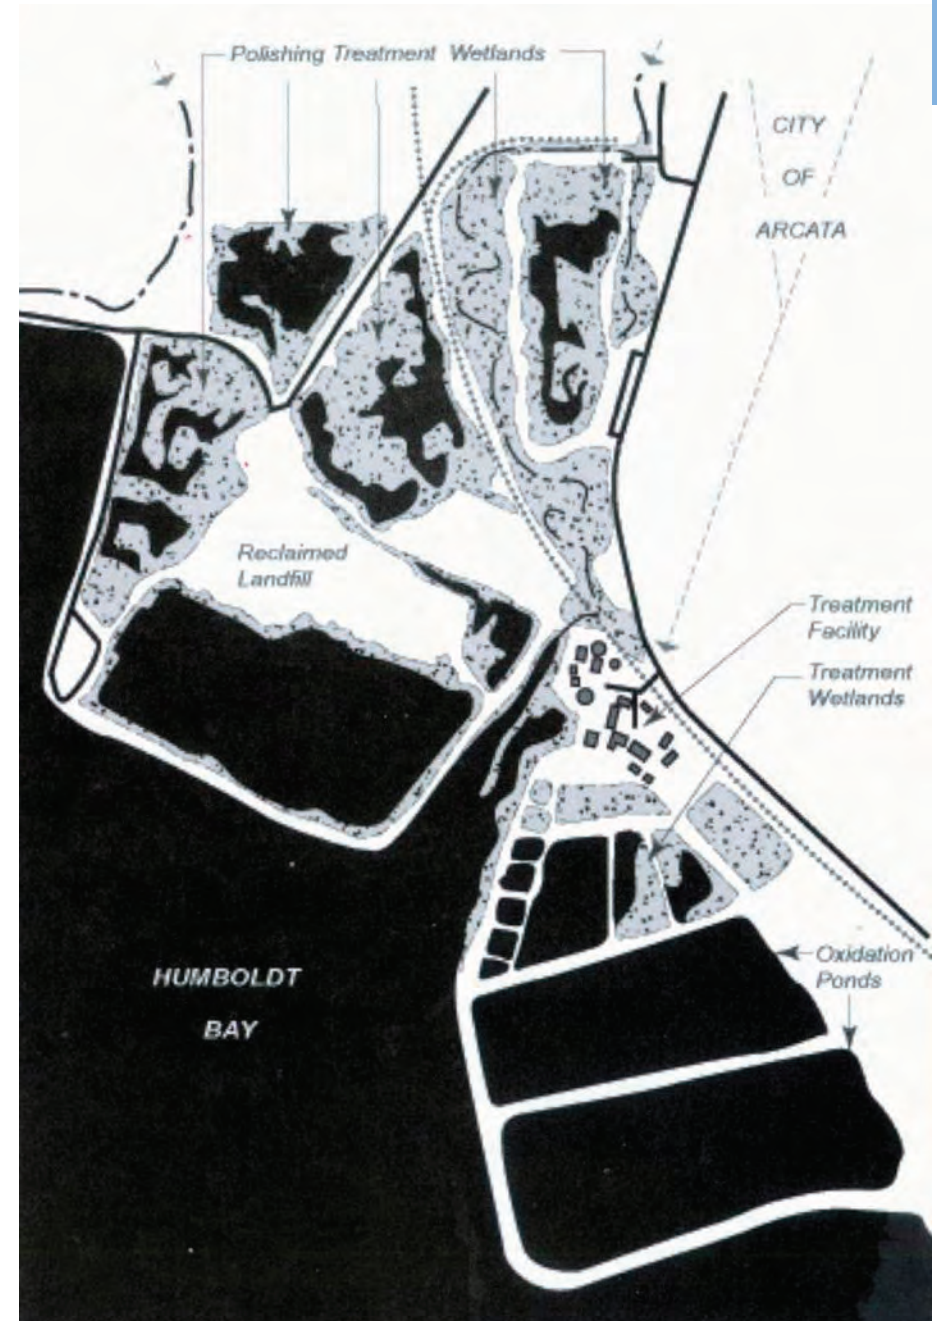 Polishing Treatment Wetlands
CITY
OF
ARCATA
Reclaimed
Landfill
Treatment
Facility
Treatment
Wetlands
Oxidation
Ponds
HUMBOLDT
BAY